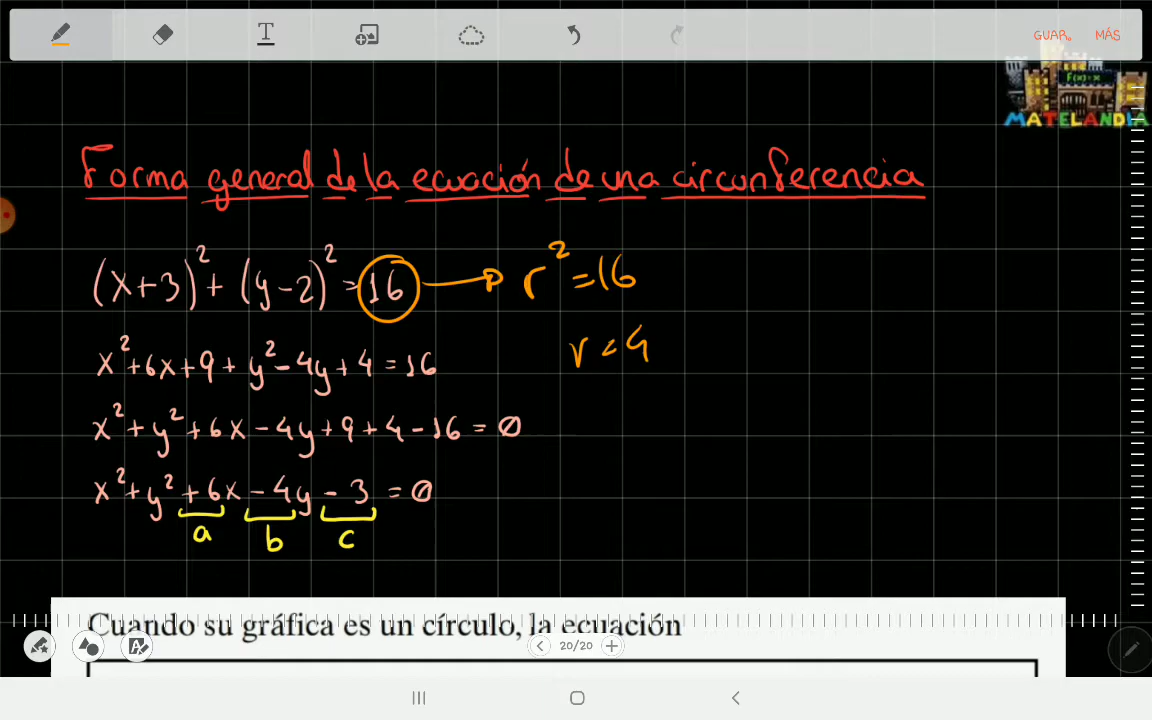 T
GUAR. MÁS
F(x)=x
MATELANDIA
Forma general de la ecuación de una circunferencia
(x+3)² + (y-2)² = 16 → r² = 16
x² + 6x + 9 + y² - 4y + 4 = 16
r = 4
x² + y² + 6x - 4y + 9 + 4 - 16 = 0
x² + y² + 6x - 4y - 3 = 0
a b c
Cuando su gráfica es un círculo, la ecuación
20/20